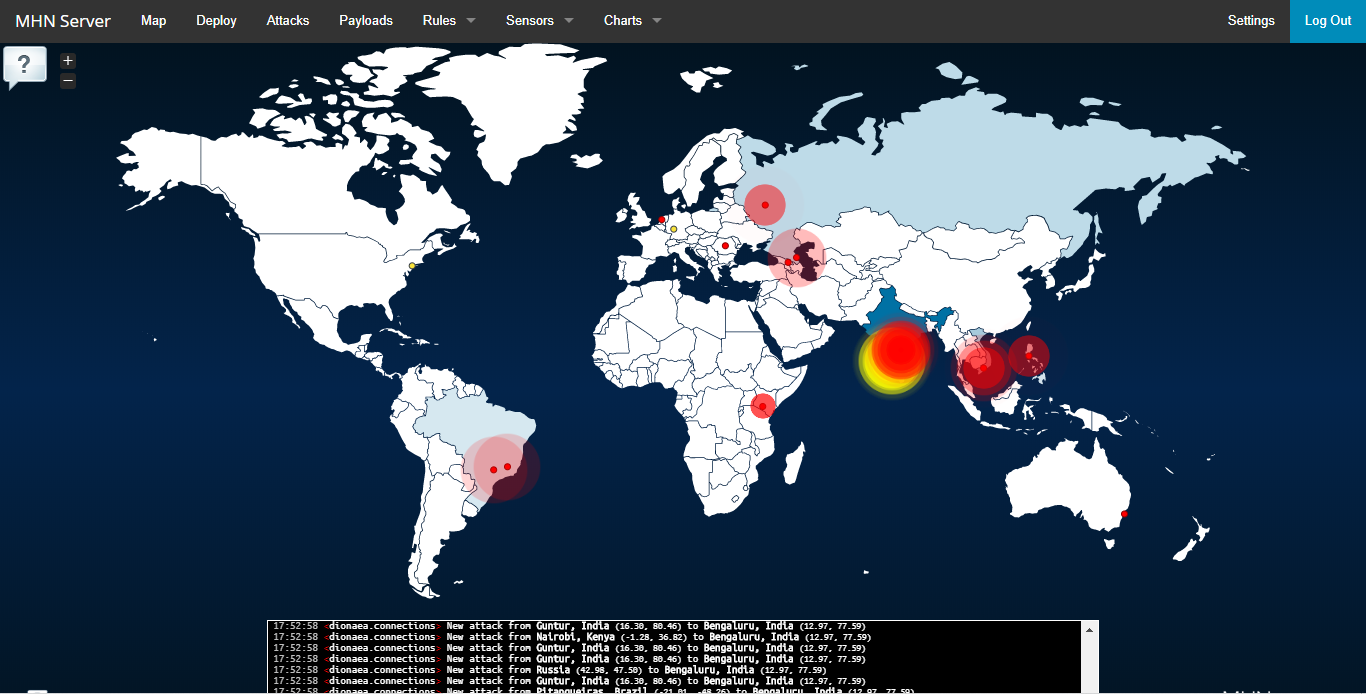 MHN Server Map Deploy Attacks Payloads Rules Sensors Charts Settings Log Out
?
+
−
17:52:58 <dionaea.connections> New attack from Guntur, India (16.30, 80.46) to Bengaluru, India (12.97, 77.59)
17:52:58 <dionaea.connections> New attack from Nairobi, Kenya (-1.28, 36.82) to Bengaluru, India (12.97, 77.59)
17:52:58 <dionaea.connections> New attack from Guntur, India (16.30, 80.46) to Bengaluru, India (12.97, 77.59)
17:52:58 <dionaea.connections> New attack from Guntur, India (16.30, 80.46) to Bengaluru, India (12.97, 77.59)
17:52:58 <dionaea.connections> New attack from Russia (42.98, 47.50) to Bengaluru, India (12.97, 77.59)
17:52:58 <dionaea.connections> New attack from Guntur, India (16.30, 80.46) to Bengaluru, India (12.97, 77.59)
17:52:58 <dionaea.connections> New attack from Pitangueiras, Brazil to Bengaluru, India (12.97, 77.59)